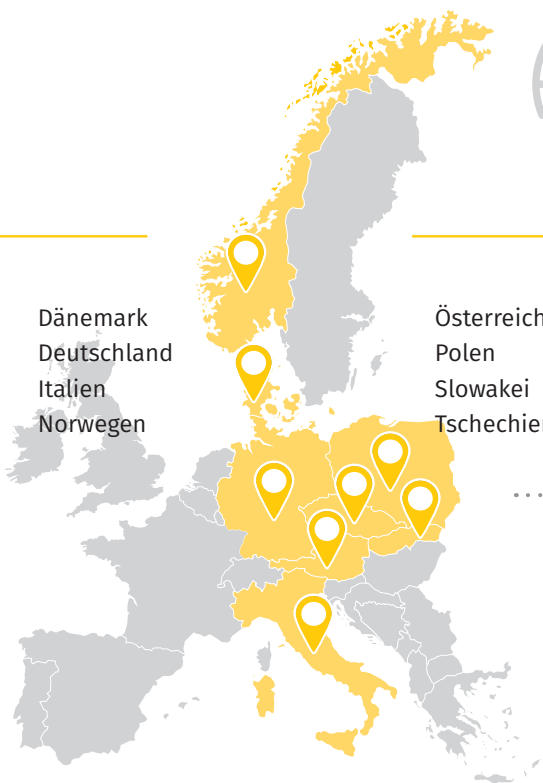 Dänemark
Deutschland
Italien
Norwegen
Österreich
Polen
Slowakei
Tschechien